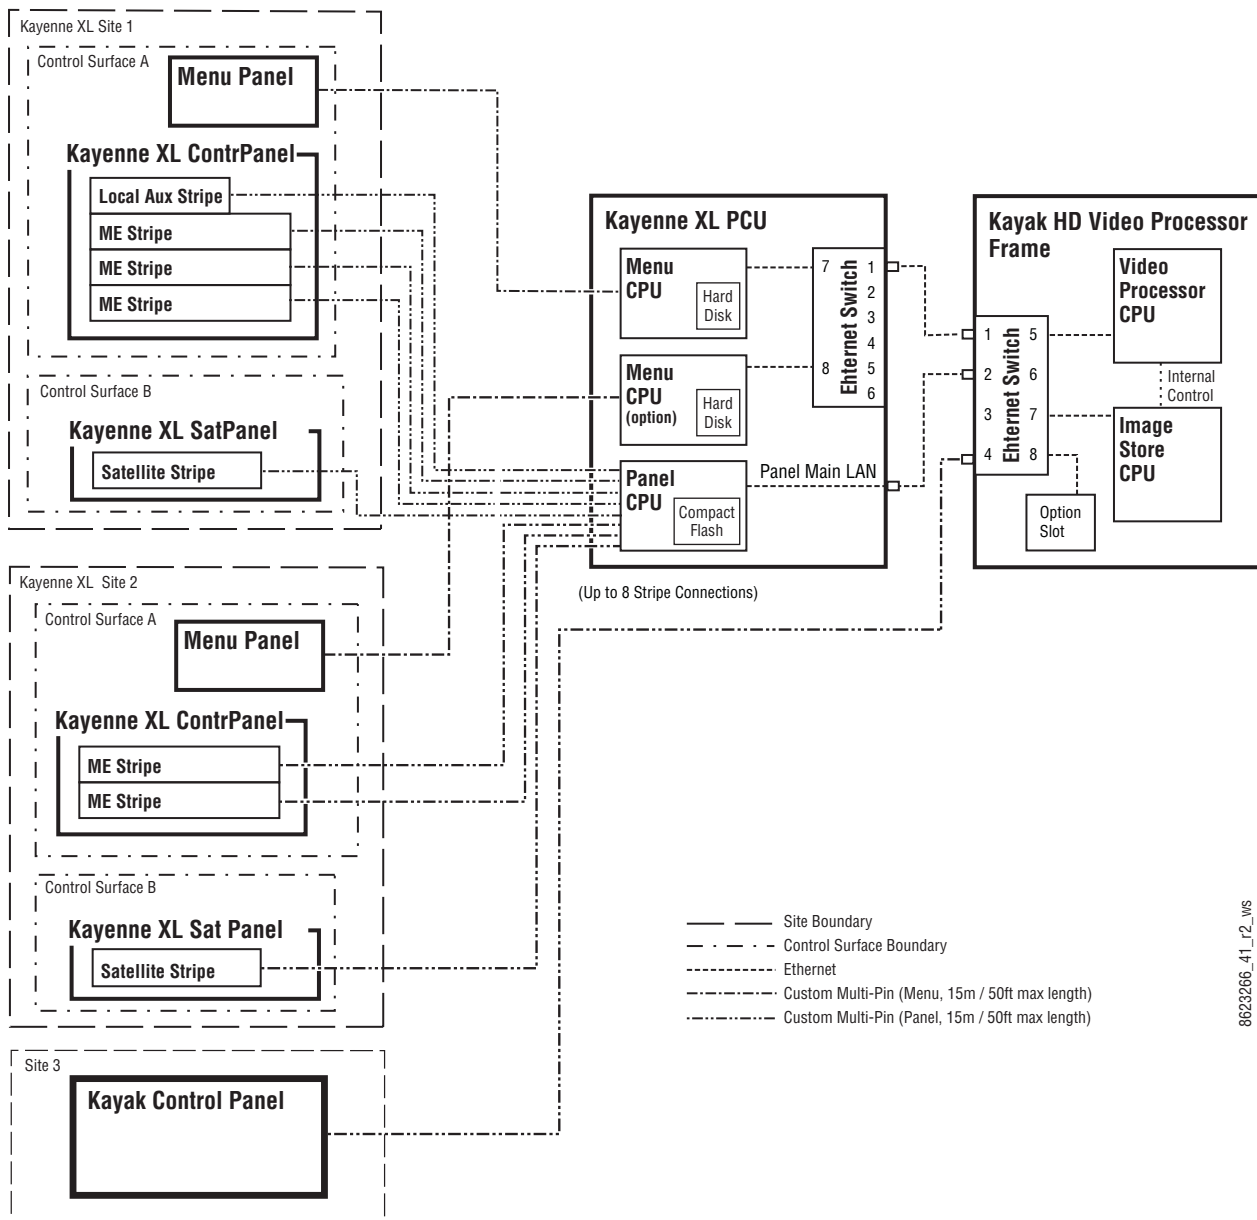 Kayenne XL Site 1
Control Surface A
Menu Panel
Kayenne XL ContrPanel
Local Aux Stripe
ME Stripe
ME Stripe
ME Stripe
Control Surface B
Kayenne XL SatPanel
Satellite Stripe
Kayenne XL Site 2
Control Surface A
Menu Panel
Kayenne XL ContrPanel
ME Stripe
ME Stripe
Control Surface B
Kayenne XL Sat Panel
Satellite Stripe
Site 3
Kayak Control Panel
Kayenne XL PCU
Menu
CPU
Hard
Disk
Menu
CPU
(option)
Hard
Disk
Panel
CPU
Compact
Flash
Ehternet Switch
7
8
1
2
3
4
5
6
Panel Main LAN
(Up to 8 Stripe Connections)
Kayak HD Video Processor
Frame
Ehternet Switch
1
2
3
4
5
6
7
8
Video
Processor
CPU
Internal
Control
Image
Store
CPU
Option
Slot
Site Boundary
Control Surface Boundary
Ethernet
Custom Multi-Pin (Menu, 15m / 50ft max length)
Custom Multi-Pin (Panel, 15m / 50ft max length)
8623266_41_r2_ws